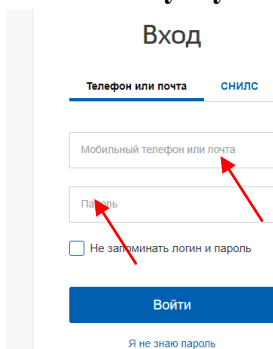 Вход
Телефон или почта СНИЛС
Мобильный телефон или почта
Пароль
Не запоминать логин и пароль
Войти
Я не знаю пароль